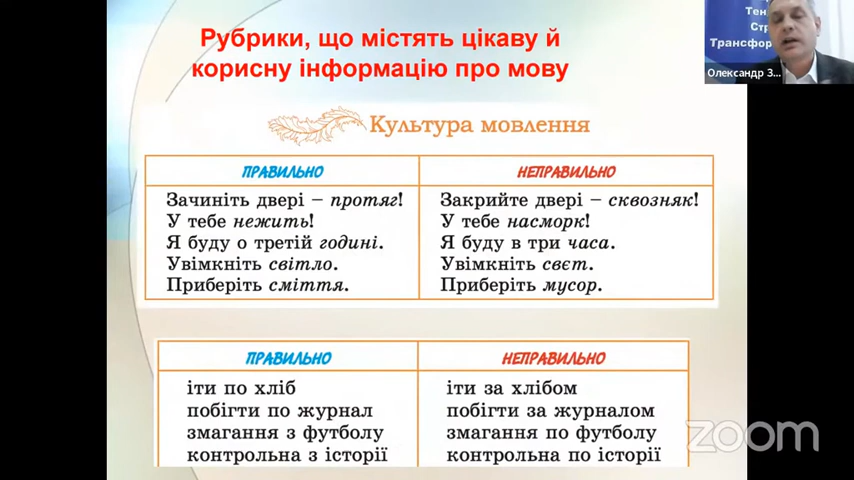 Рубрики, що містять цікаву й
корисну інформацію про мову
Культура мовлення
ПРАВИЛЬНО
НЕПРАВИЛЬНО
Зачиніть двері – протяг!
Закрийте двері – сквозняк!
У тебе нежить!
У тебе насморк!
Я буду о третій годині.
Я буду в три часа.
Увімкніть світло.
Увімкніть свєт.
Приберіть сміття.
Приберіть мусор.
ПРАВИЛЬНО
НЕПРАВИЛЬНО
іти по хліб
іти за хлібом
побігти по журнал
побігти за журналом
змагання з футболу
змагання по футболу
контрольна з історії
контрольна по історії
Олександр З...
zoom